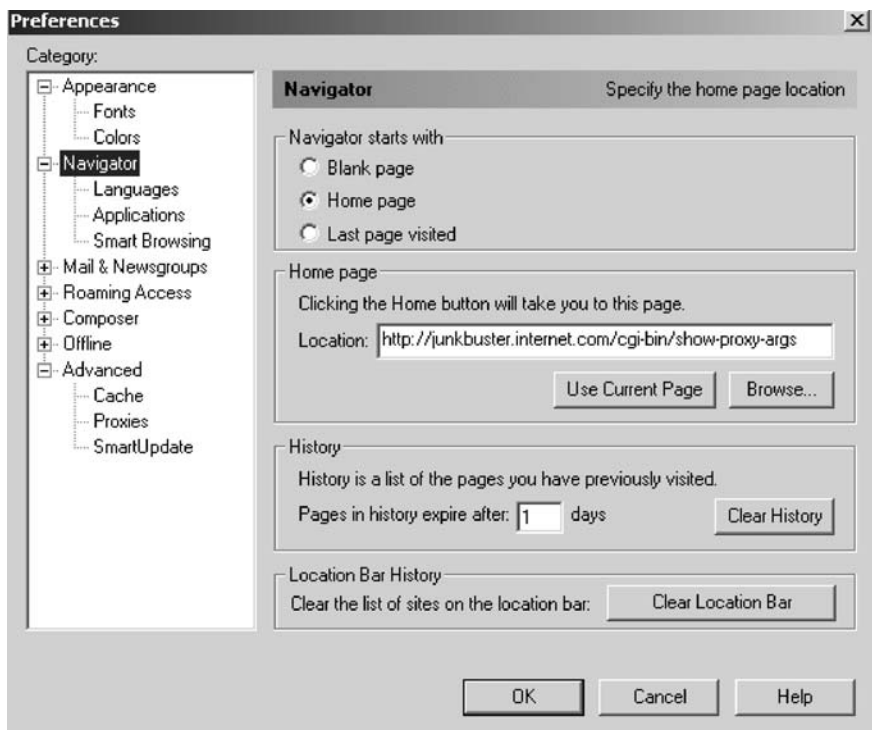 Preferences
Category:
Appearance
Fonts
Colors
Navigator
Languages
Applications
Smart Browsing
Mail & Newsgroups
Roaming Access
Composer
Offline
Advanced
Cache
Proxies
SmartUpdate
Navigator Specify the home page location
Navigator starts with
Blank page
Home page
Last page visited
Home page
Clicking the Home button will take you to this page.
Location: http://junkbuster.internet.com/cgi-bin/show-proxy-args
Use Current Page Browse...
History
History is a list of the pages you have previously visited.
Pages in history expire after: 1 days Clear History
Location Bar History
Clear the list of sites on the location bar: Clear Location Bar
OK Cancel Help